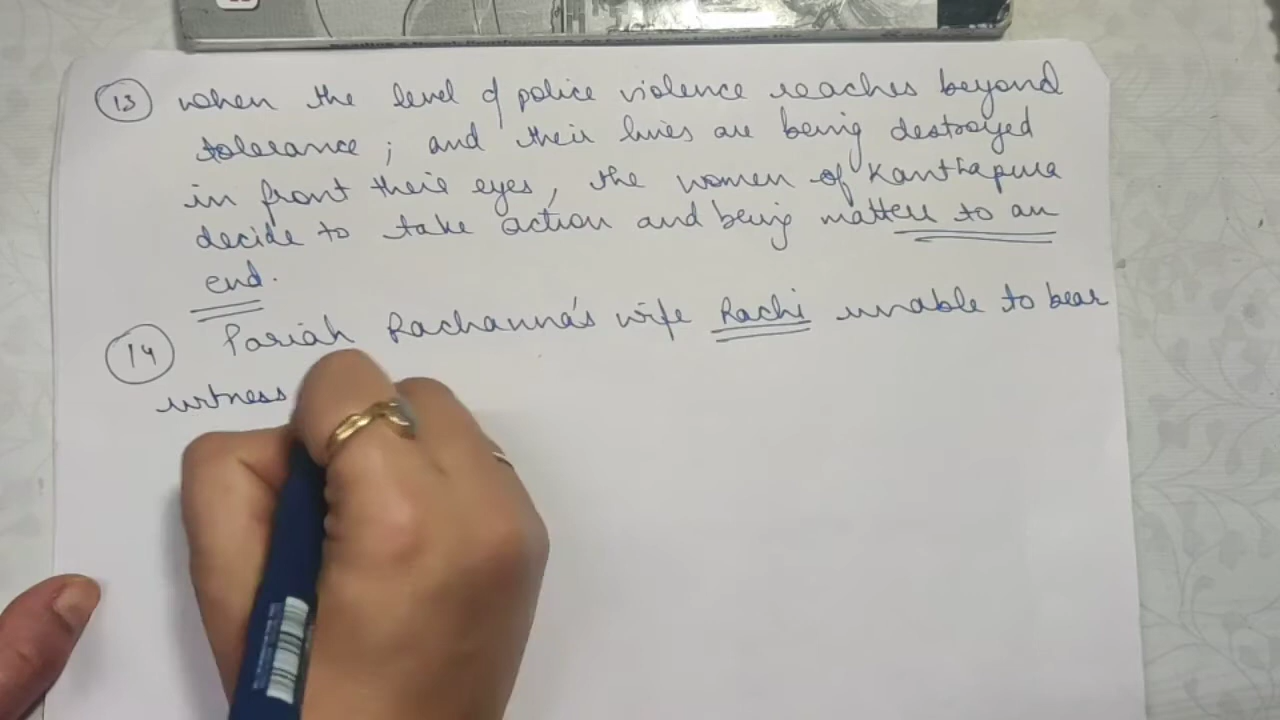 13 when the level of police violence reaches beyond
tolerance ; and their lives are being destroyed
in front their eyes, the women of Kanthapura
decide to take action and being matters to an
end.
14 Pariah Rachanna's wife Rachi unable to bear
witness